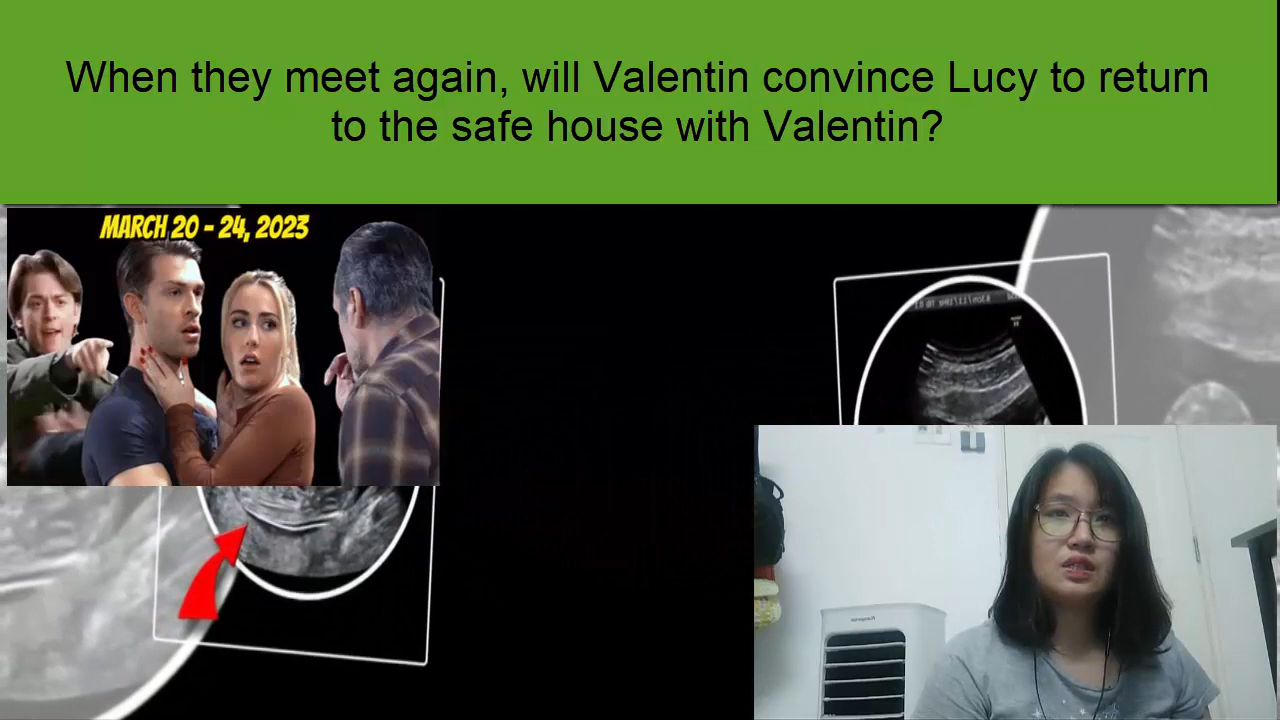 When they meet again, will Valentin convince Lucy to return
to the safe house with Valentin?
MARCH 20 - 24, 2023